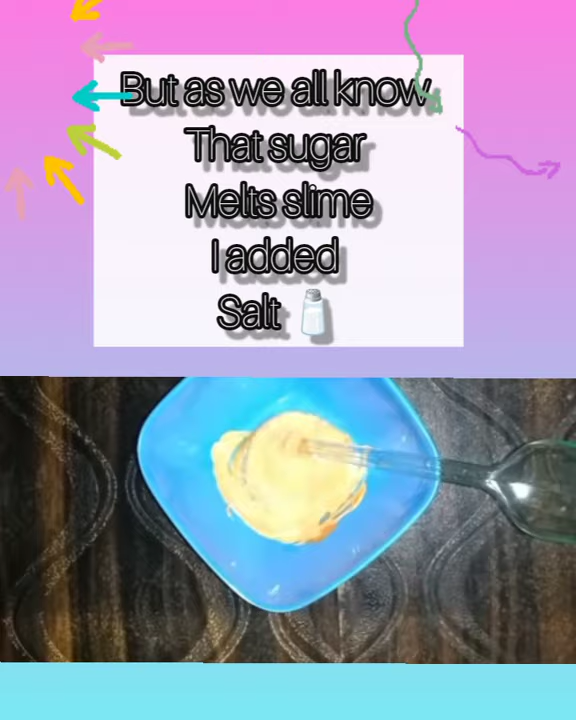 But as we all know
That sugar
Melts slime
I added
Salt 🧂